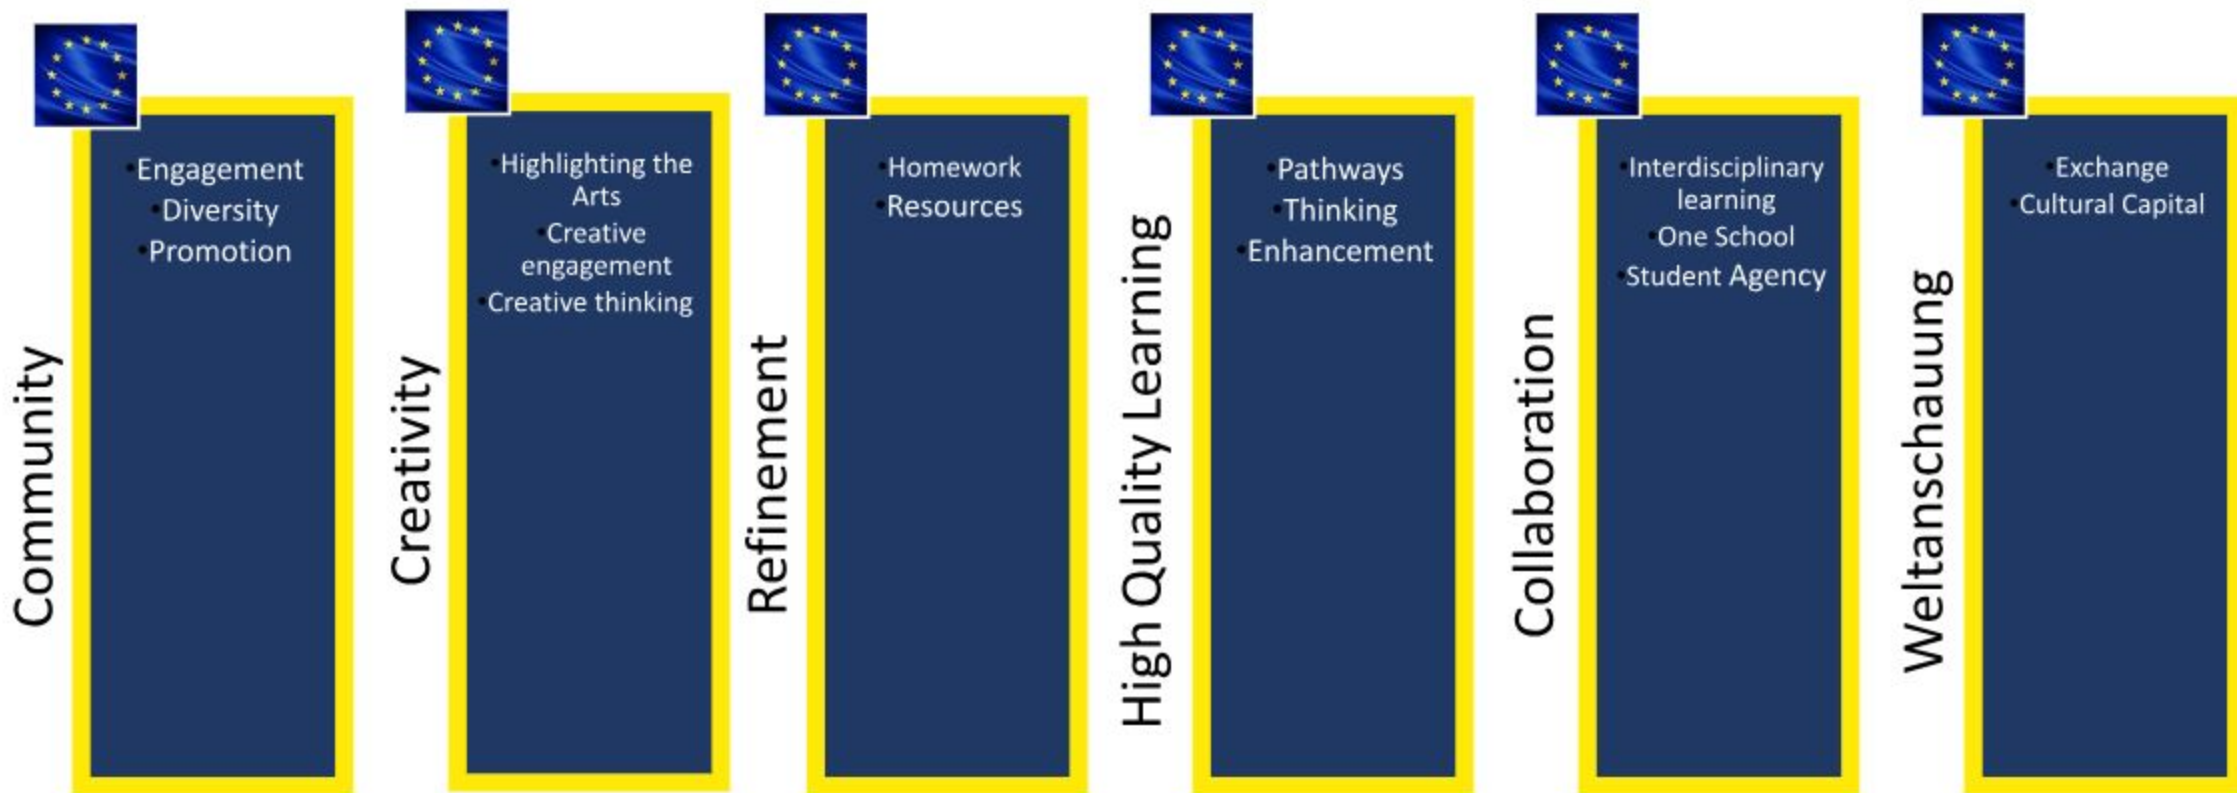 Community
•Engagement
•Diversity
•Promotion
Creativity
•Highlighting the
Arts
•Creative
engagement
•Creative thinking
Refinement
•Homework
•Resources
High Quality Learning
•Pathways
•Thinking
•Enhancement
Collaboration
•Interdisciplinary
learning
•One School
•Student Agency
Weltanschauung
•Exchange
•Cultural Capital